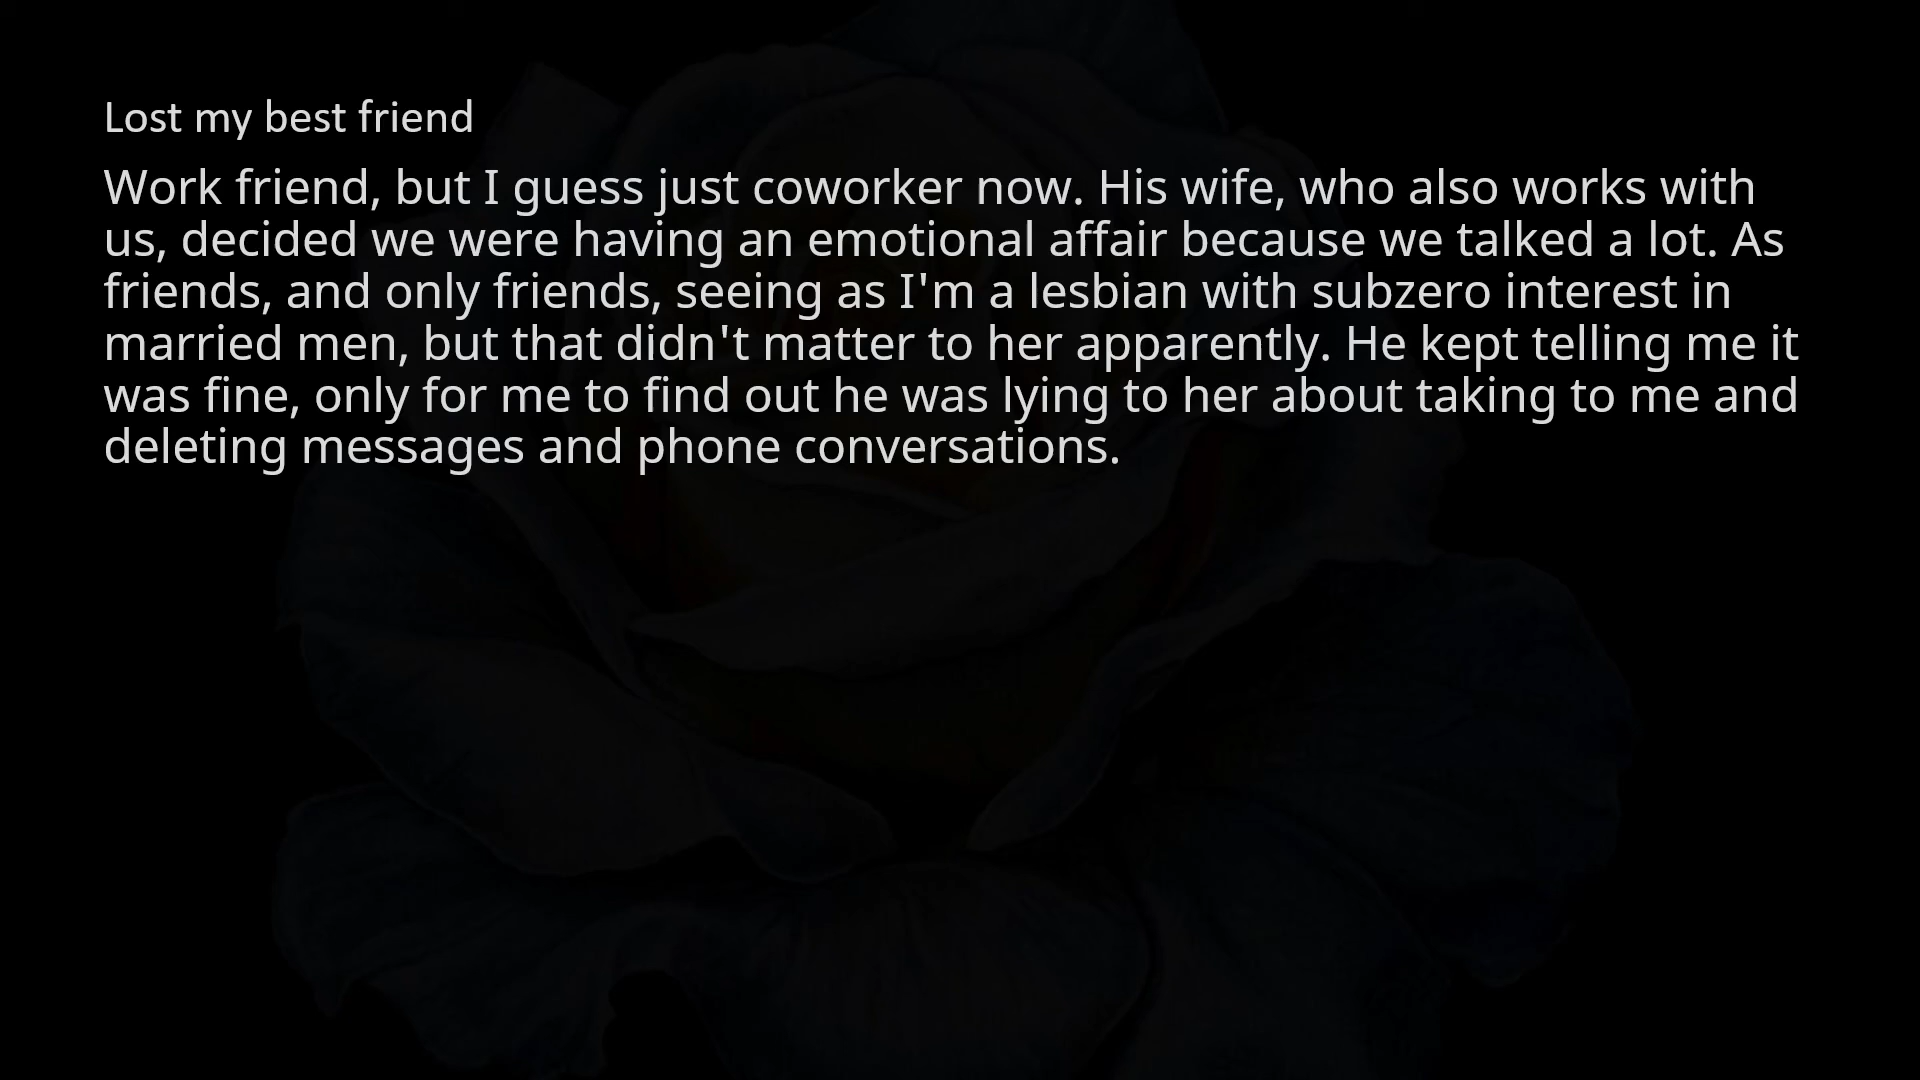 Lost my best friend
Work friend, but I guess just coworker now. His wife, who also works with
us, decided we were having an emotional affair because we talked a lot. As
friends, and only friends, seeing as I'm a lesbian with subzero interest in
married men, but that didn't matter to her apparently. He kept telling me it
was fine, only for me to find out he was lying to her about taking to me and
deleting messages and phone conversations.